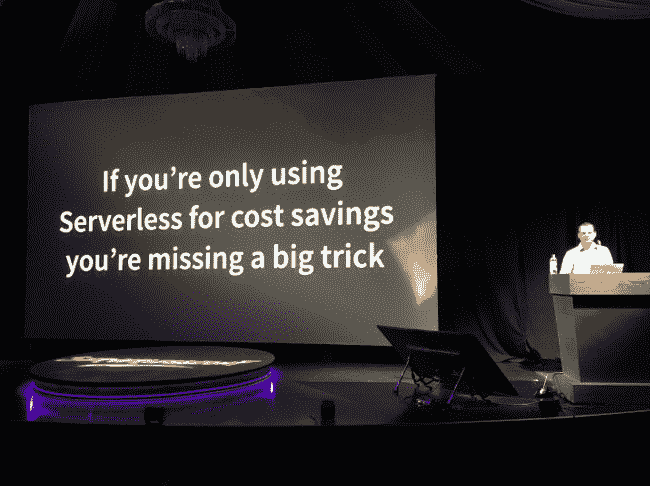 If you're only using
Serverless for cost savings
you're missing a big trick